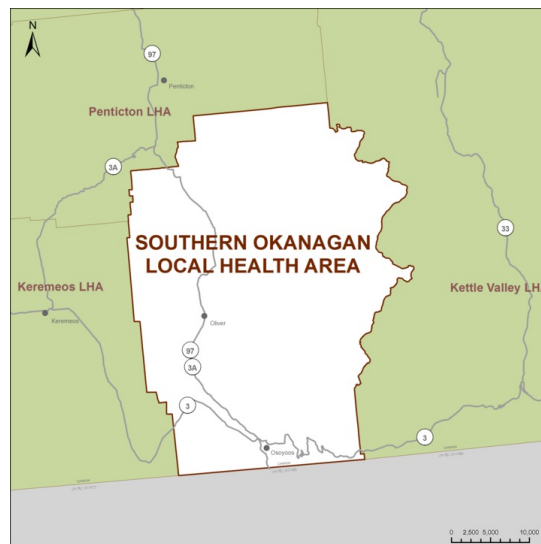 N
97
Penticton
Penticton LHA
3A
SOUTHERN OKANAGAN
LOCAL HEALTH AREA
33
Keremeos LHA
Kettle Valley LH
Keremeos
Oliver
97
3A
3
3
Osoyoos
0 2,500 5,000 10,000